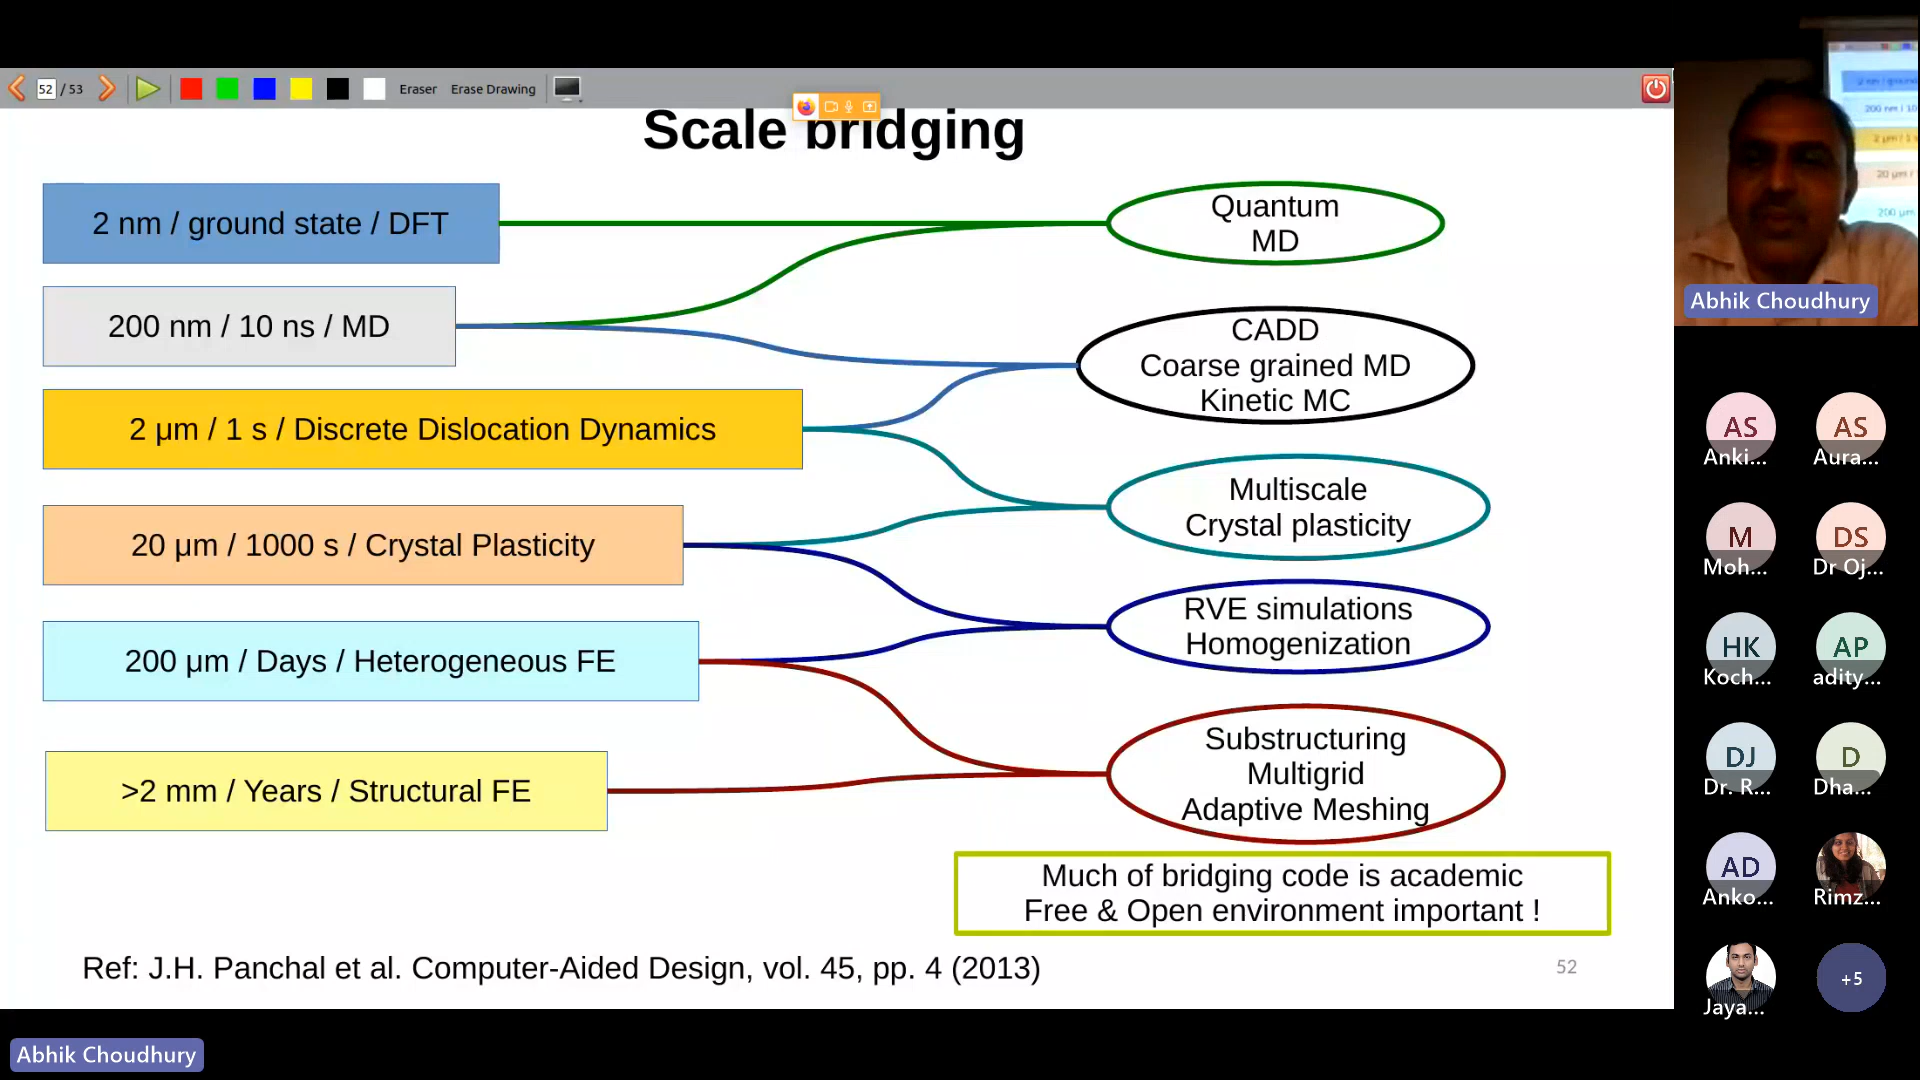 52 / 53
Eraser
Erase Drawing
Scale bridging
2 nm / ground state / DFT
200 nm / 10 ns / MD
2 μm / 1 s / Discrete Dislocation Dynamics
20 μm / 1000 s / Crystal Plasticity
200 μm / Days / Heterogeneous FE
>2 mm / Years / Structural FE
Quantum
MD
CADD
Coarse grained MD
Kinetic MC
Multiscale
Crystal plasticity
RVE simulations
Homogenization
Substructuring
Multigrid
Adaptive Meshing
Much of bridging code is academic
Free & Open environment important !
Ref: J.H. Panchal et al. Computer-Aided Design, vol. 45, pp. 4 (2013)
52
Abhik Choudhury
AS
Anki...
AS
Aura...
M
Moh...
DS
Dr Oj...
HK
Koch...
AP
adity...
DJ
Dr. R...
D
Dha...
AD
Anko...
Rimz...
Jaya...
+5
Abhik Choudhury